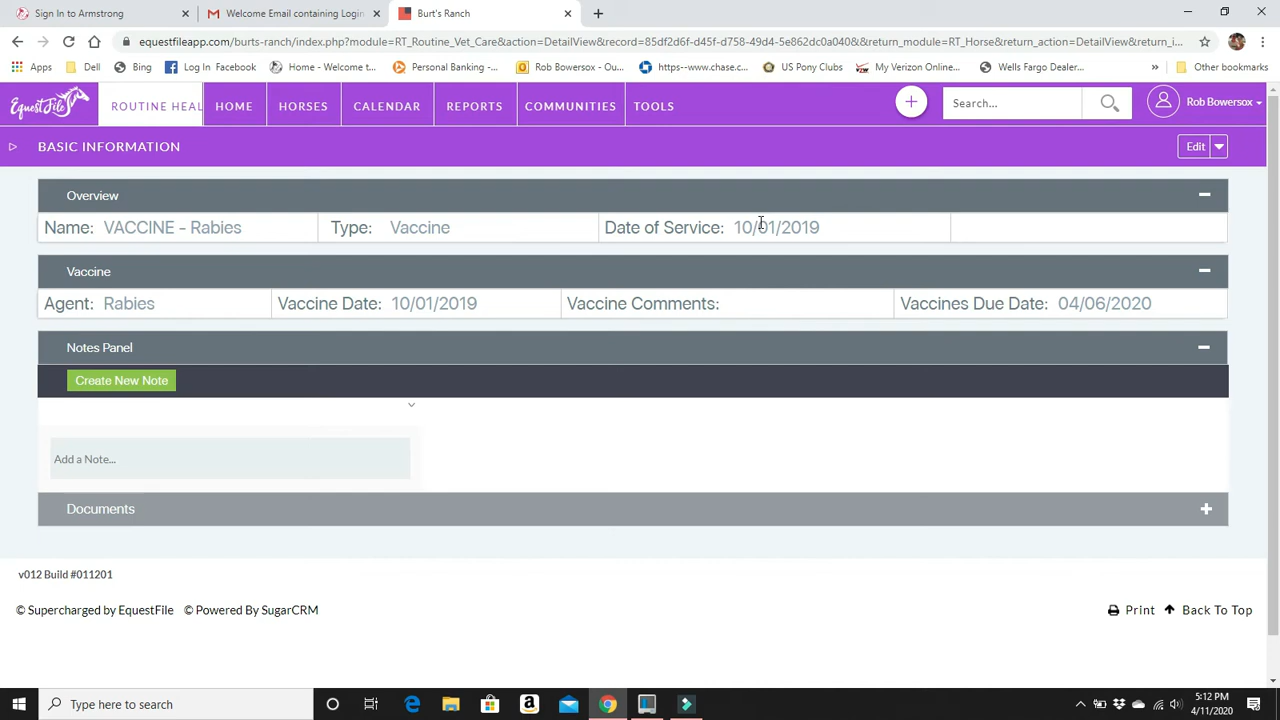 Sign In to Armstrong
Welcome Email containing Login
Burt's Ranch
equestfileapp.com/burts-ranch/index.php?module=RT_Routine_Vet_Care&action=DetailView&record=85df2d6f-d45f-d758-49d4-5e862dc0a040&&return_module=RT_Horse&return_action=DetailView&return_i...
Apps Dell Bing Log In Facebook Home - Welcome t... Personal Banking -... Rob Bowersox - Ou... https--www.chase.c... US Pony Clubs My Verizon Online... Wells Fargo Dealer... » Other bookmarks
EquestFile ROUTINE HEAL HOME HORSES CALENDAR REPORTS COMMUNITIES TOOLS Search... Rob Bowersox
BASIC INFORMATION Edit
Overview
Name: VACCINE - Rabies Type: Vaccine Date of Service: 10/01/2019
Vaccine
Agent: Rabies Vaccine Date: 10/01/2019 Vaccine Comments: Vaccines Due Date: 04/06/2020
Notes Panel
Create New Note
Add a Note...
Documents
v012 Build #011201
© Supercharged by EquestFile © Powered By SugarCRM Print Back To Top
Type here to search
5:12 PM
4/11/2020